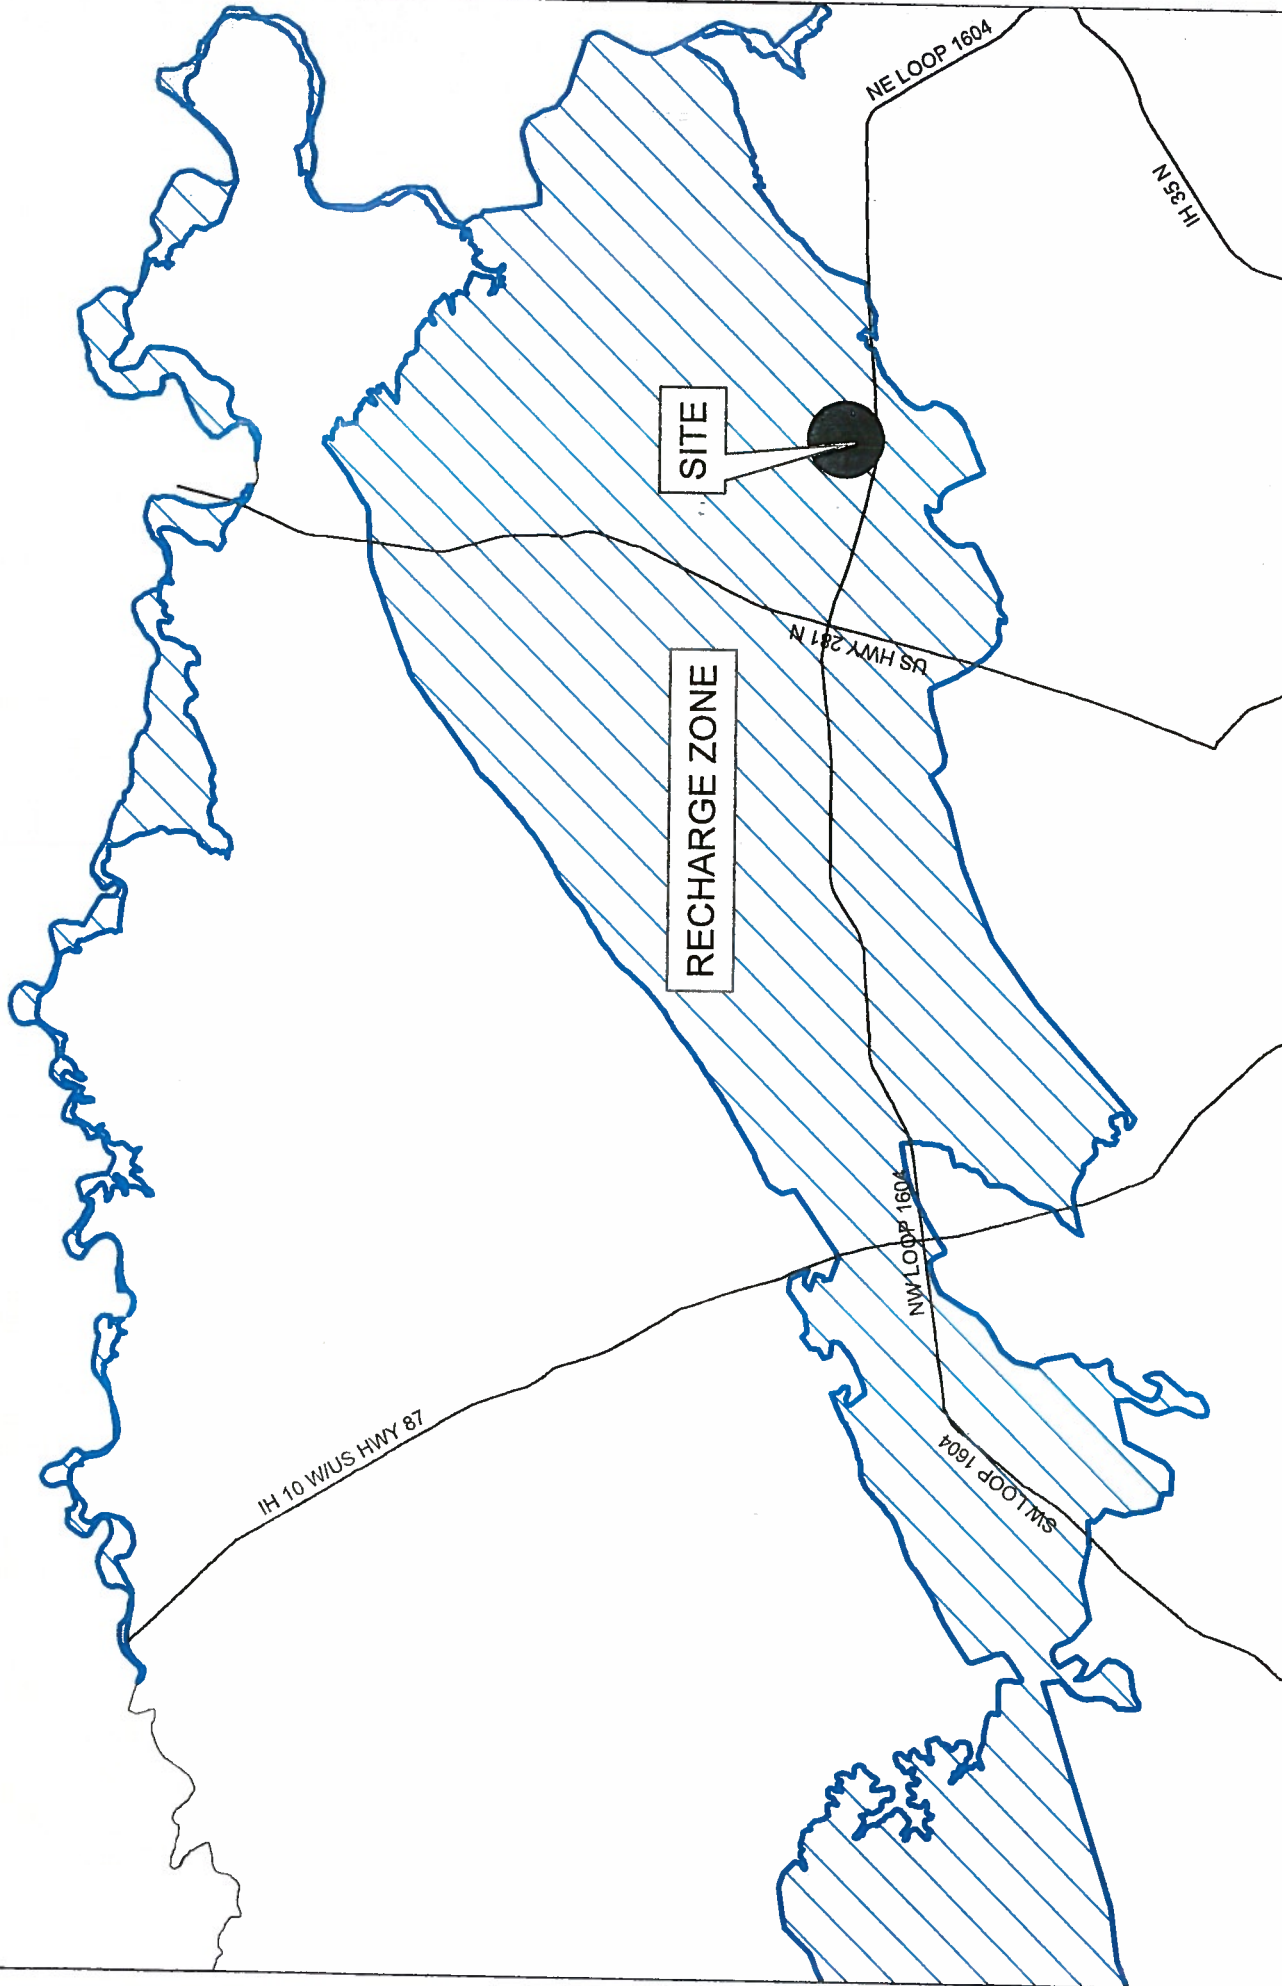 IH 10 W/US HWY 87
RECHARGE ZONE
SITE
US HWY 281 N
NE LOOP 1604
IH 35 N
NW LOOP 1604
SW LOOP 1604